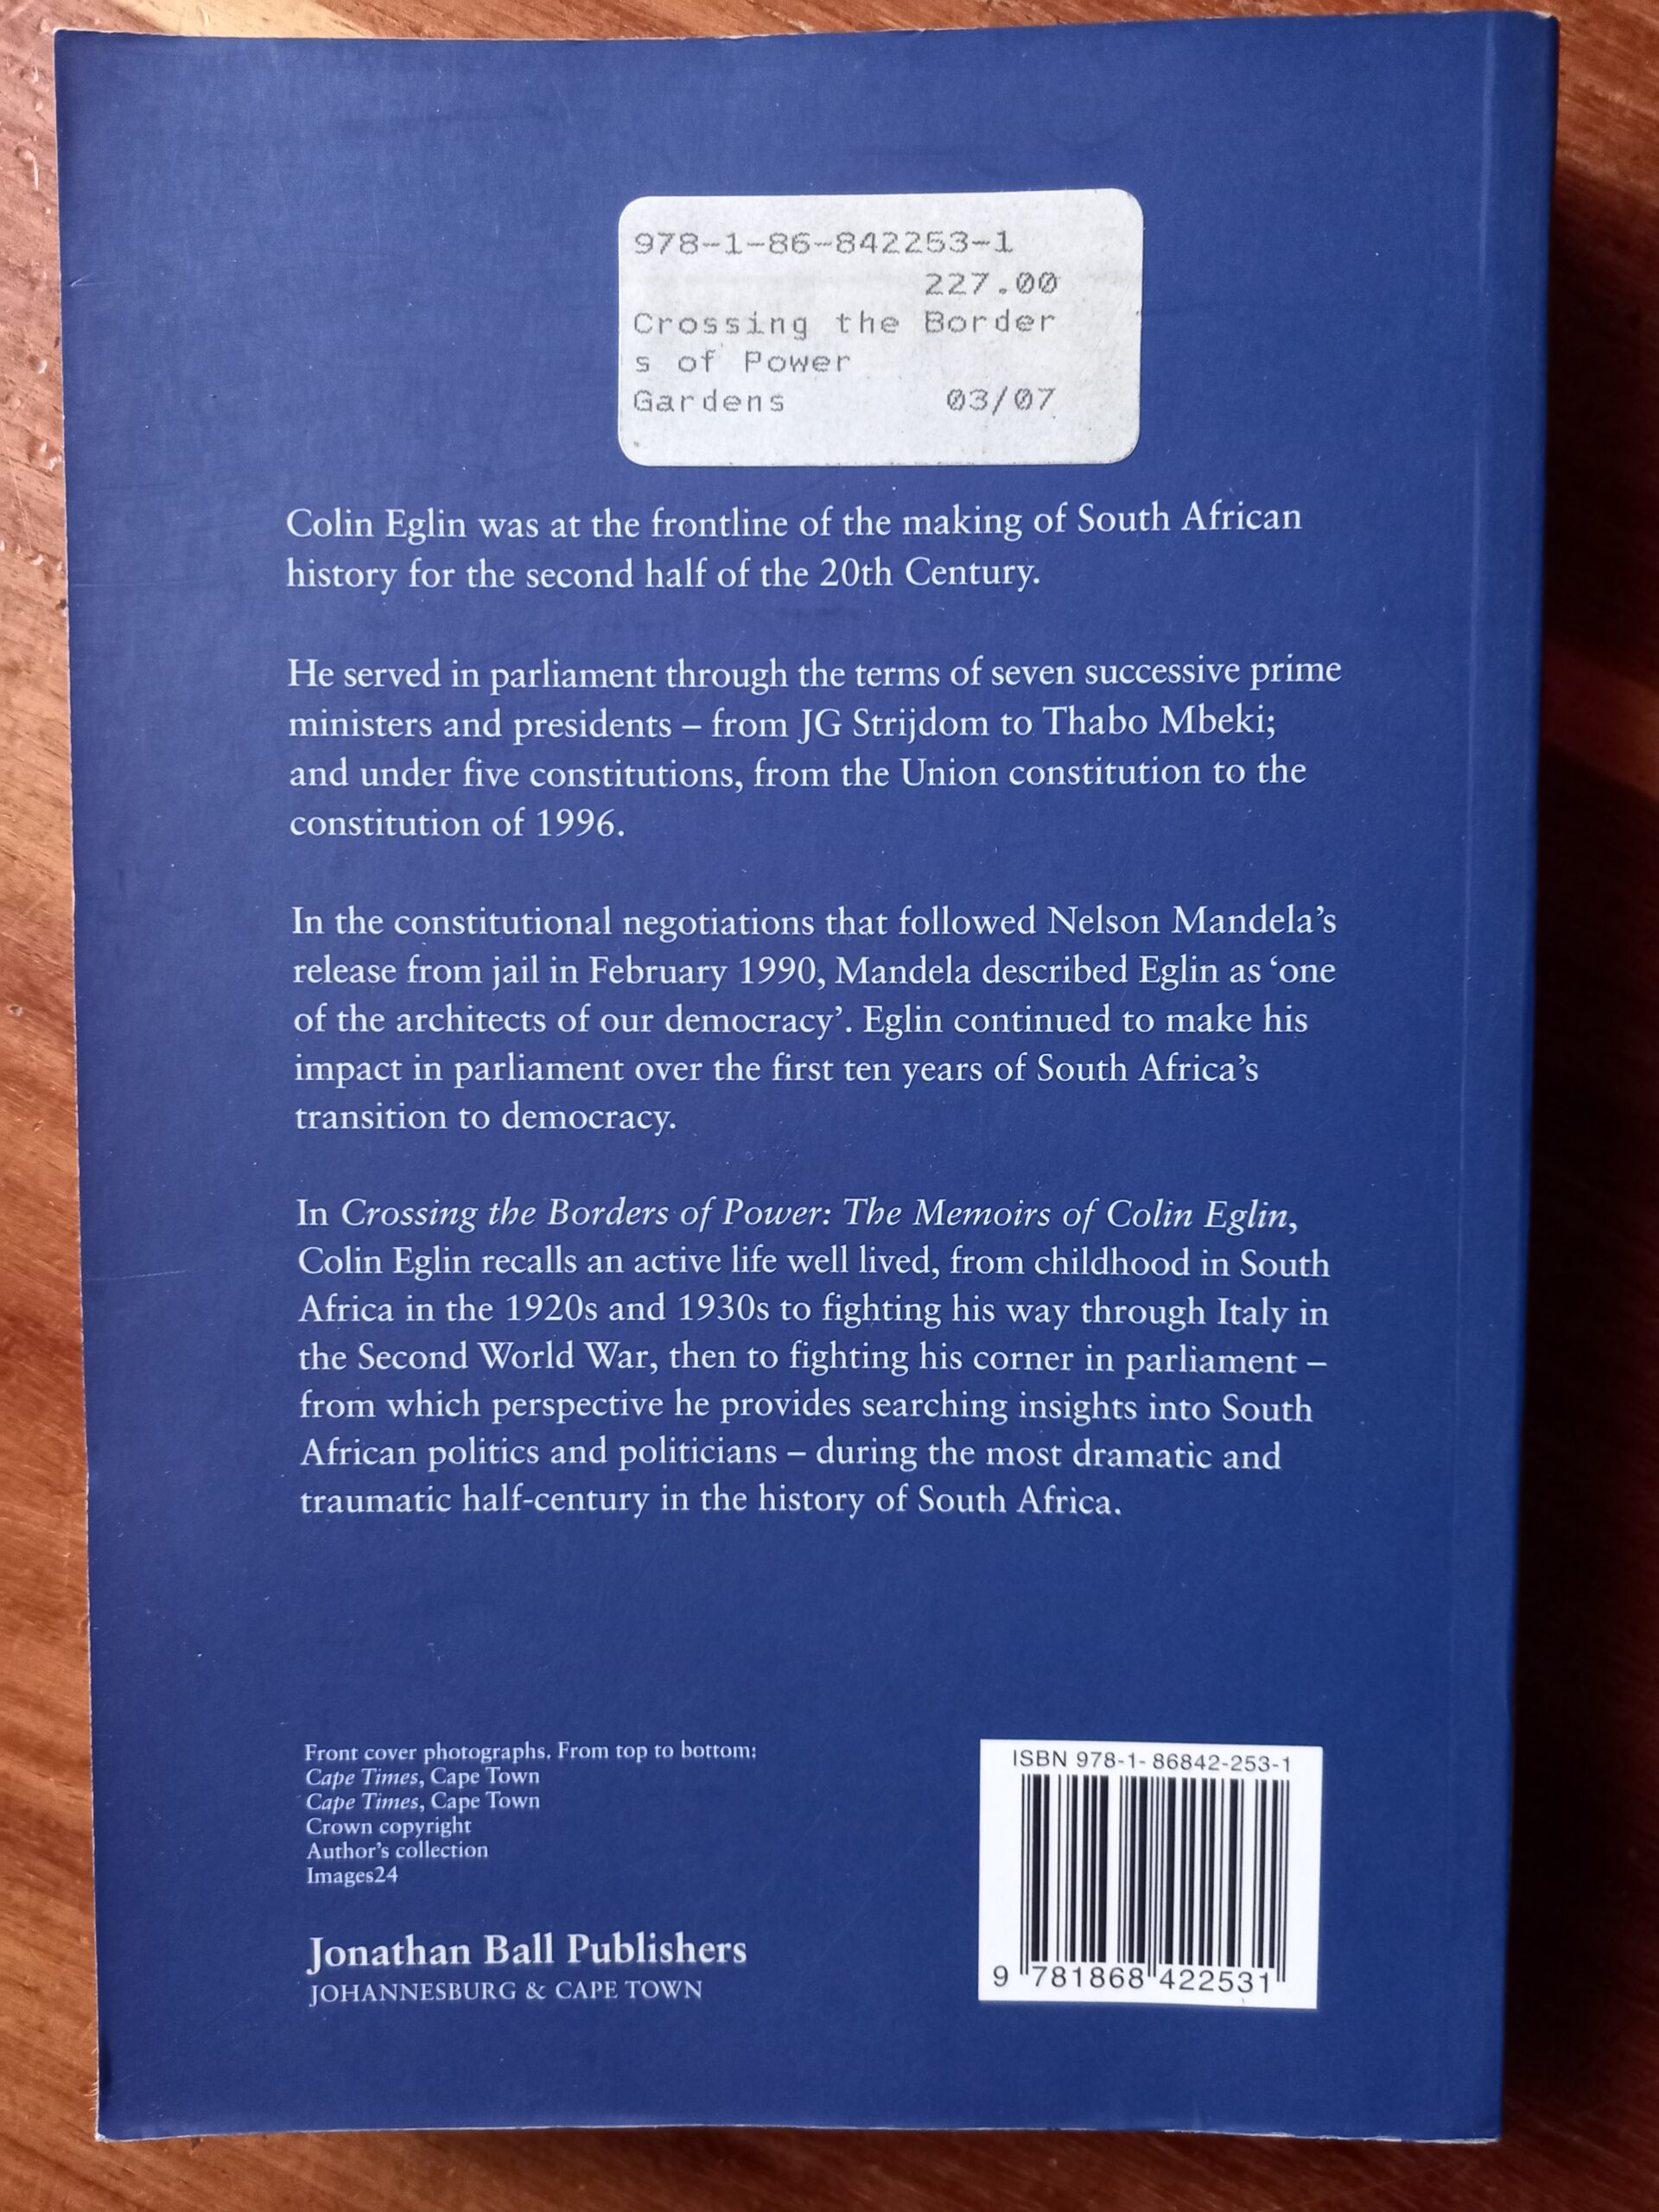 978-1-86-842253-1
227.00
Crossing the Border
s of Power
Gardens 03/07
Colin Eglin was at the frontline of the making of South African
history for the second half of the 20th Century.
He served in parliament through the terms of seven successive prime
ministers and presidents – from JG Strijdom to Thabo Mbeki;
and under five constitutions, from the Union constitution to the
constitution of 1996.
In the constitutional negotiations that followed Nelson Mandela’s
release from jail in February 1990, Mandela described Eglin as ‘one
of the architects of our democracy’. Eglin continued to make his
impact in parliament over the first ten years of South Africa’s
transition to democracy.
In Crossing the Borders of Power: The Memoirs of Colin Eglin,
Colin Eglin recalls an active life well lived, from childhood in South
Africa in the 1920s and 1930s to fighting his way through Italy in
the Second World War, then to fighting his corner in parliament –
from which perspective he provides searching insights into South
African politics and politicians – during the most dramatic and
traumatic half-century in the history of South Africa.
Front cover photographs. From top to bottom:
Cape Times, Cape Town
Cape Times, Cape Town
Crown copyright
Author’s collection
Images24
Jonathan Ball Publishers
JOHANNESBURG & CAPE TOWN
ISBN 978-1- 86842-253-1
9 781868 422531